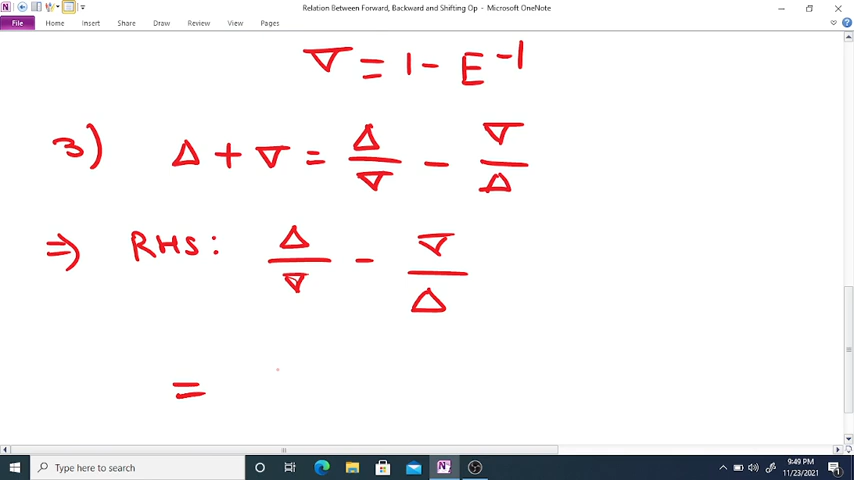 Relation Between Forward, Backward and Shifting Op - Microsoft OneNote
File Home Insert Share Draw History Review View Pages
∇ = 1 - E⁻¹
3) Δ + ∇ = Δ/∇ - ∇/Δ
⇒ RHS: Δ/∇ - ∇/Δ
=
Type here to search
9:49 PM
11/23/2021